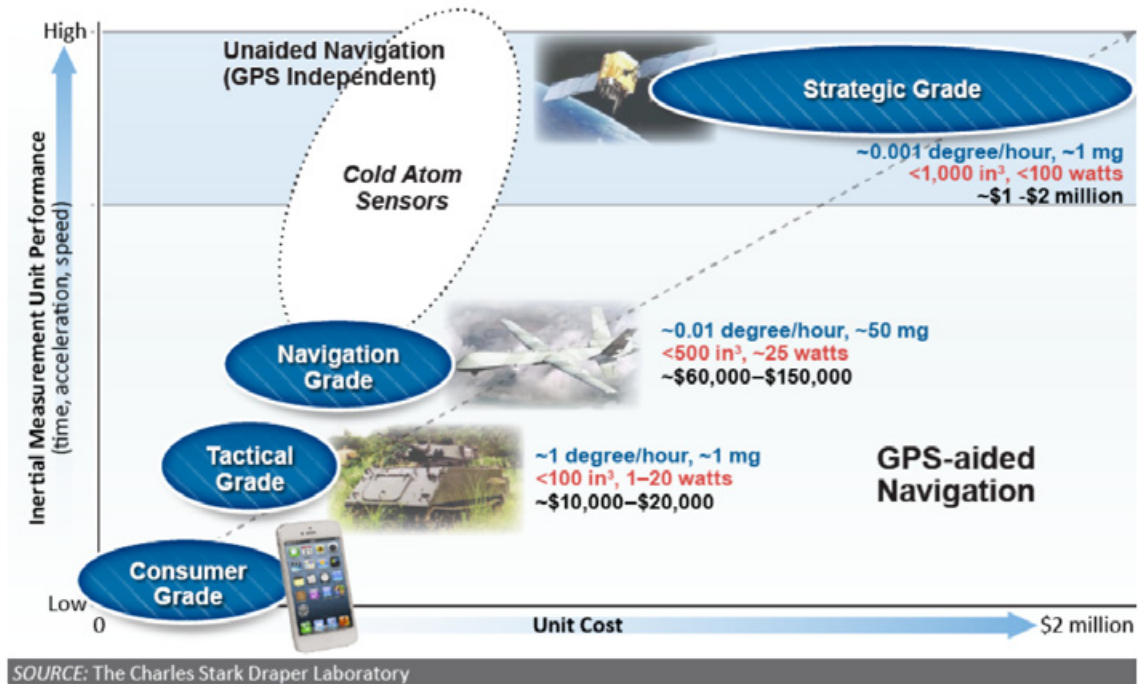 High
Unaided Navigation
(GPS Independent)
Strategic Grade
Cold Atom
Sensors
~0.001 degree/hour, ~1 mg
<1,000 in³, <100 watts
~$1 -$2 million
Inertial Measurement Unit Performance
(time, acceleration, speed)
Navigation
Grade
~0.01 degree/hour, ~50 mg
<500 in³, ~25 watts
~$60,000–$150,000
Tactical
Grade
~1 degree/hour, ~1 mg
<100 in³, 1–20 watts
~$10,000–$20,000
GPS-aided
Navigation
Consumer
Grade
Low
0
Unit Cost
$2 million
SOURCE: The Charles Stark Draper Laboratory